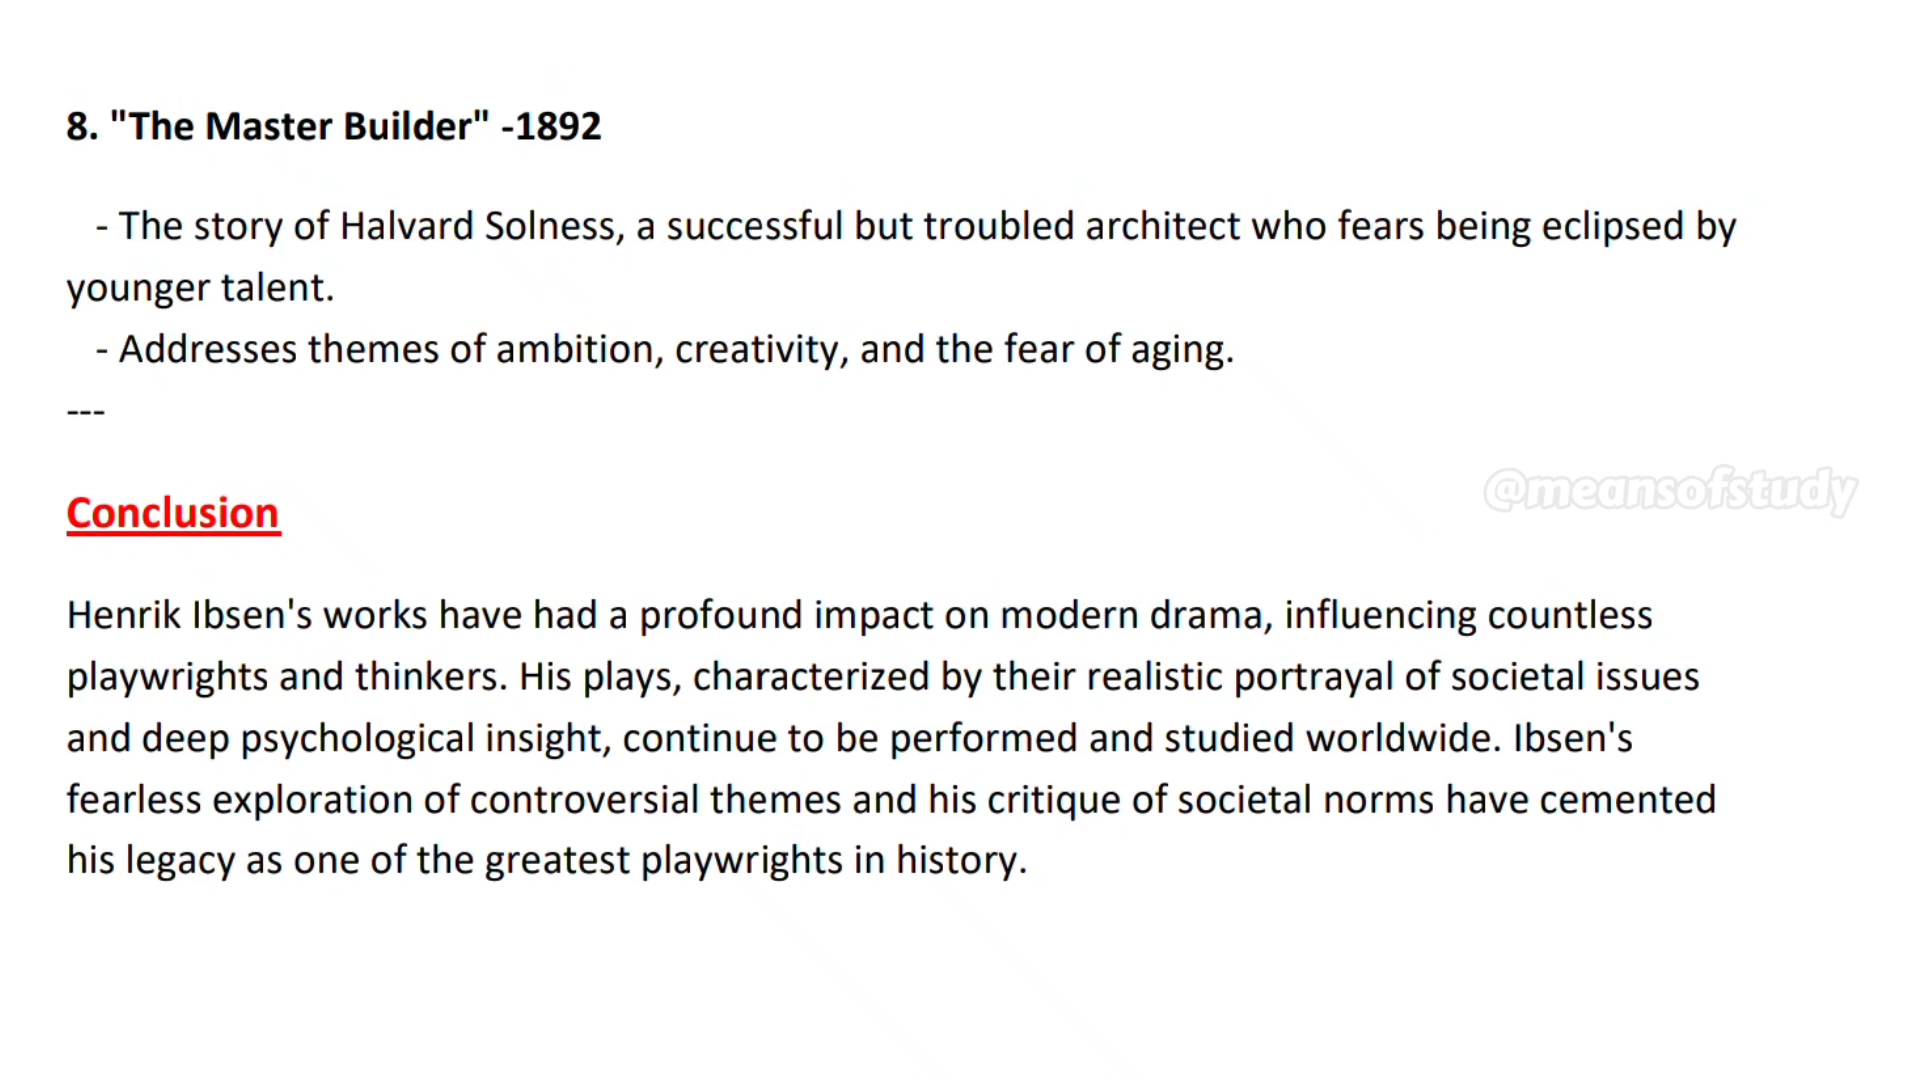 8. "The Master Builder" -1892
- The story of Halvard Solness, a successful but troubled architect who fears being eclipsed by
younger talent.
- Addresses themes of ambition, creativity, and the fear of aging.
---
@meansofstudy
Conclusion
Henrik Ibsen's works have had a profound impact on modern drama, influencing countless
playwrights and thinkers. His plays, characterized by their realistic portrayal of societal issues
and deep psychological insight, continue to be performed and studied worldwide. Ibsen's
fearless exploration of controversial themes and his critique of societal norms have cemented
his legacy as one of the greatest playwrights in history.